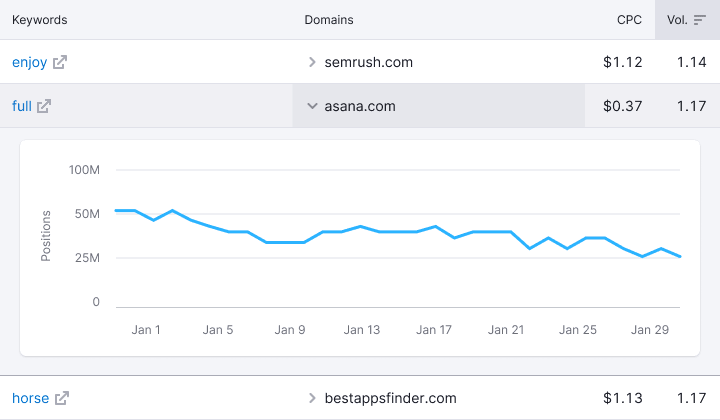 Keywords Domains CPC Vol.
enjoy semrush.com $1.12 1.14
full asana.com $0.37 1.17
100M
50M
25M
0
Positions
Jan 1 Jan 5 Jan 9 Jan 13 Jan 17 Jan 21 Jan 25 Jan 29
horse bestappsfinder.com $1.13 1.17